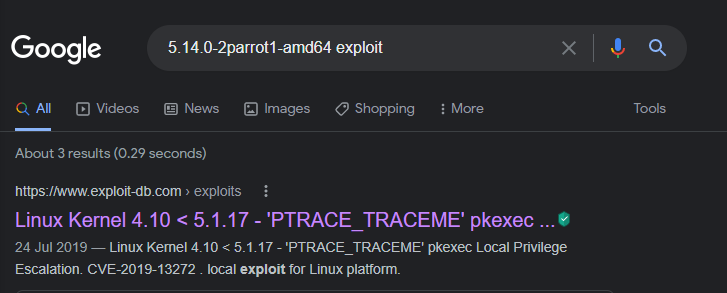 Google
5.14.0-2parrot1-amd64 exploit
All Videos News Images Shopping More Tools
About 3 results (0.29 seconds)
https://www.exploit-db.com › exploits
Linux Kernel 4.10 < 5.1.17 - 'PTRACE_TRACEME' pkexec ...
24 Jul 2019 — Linux Kernel 4.10 < 5.1.17 - 'PTRACE_TRACEME' pkexec Local Privilege
Escalation. CVE-2019-13272 . local exploit for Linux platform.